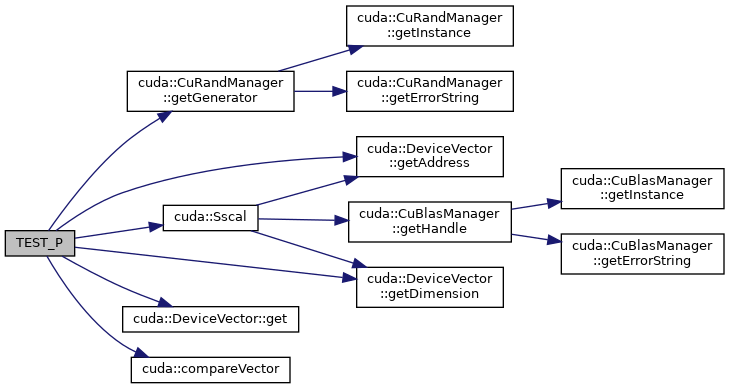 TEST_P
cuda::CuRandManager
::getGenerator
cuda::CuRandManager
::getInstance
cuda::CuRandManager
::getErrorString
cuda::DeviceVector
::getAddress
cuda::Sscal
cuda::CuBlasManager
::getHandle
cuda::CuBlasManager
::getInstance
cuda::CuBlasManager
::getErrorString
cuda::DeviceVector
::getDimension
cuda::DeviceVector::get
cuda::compareVector